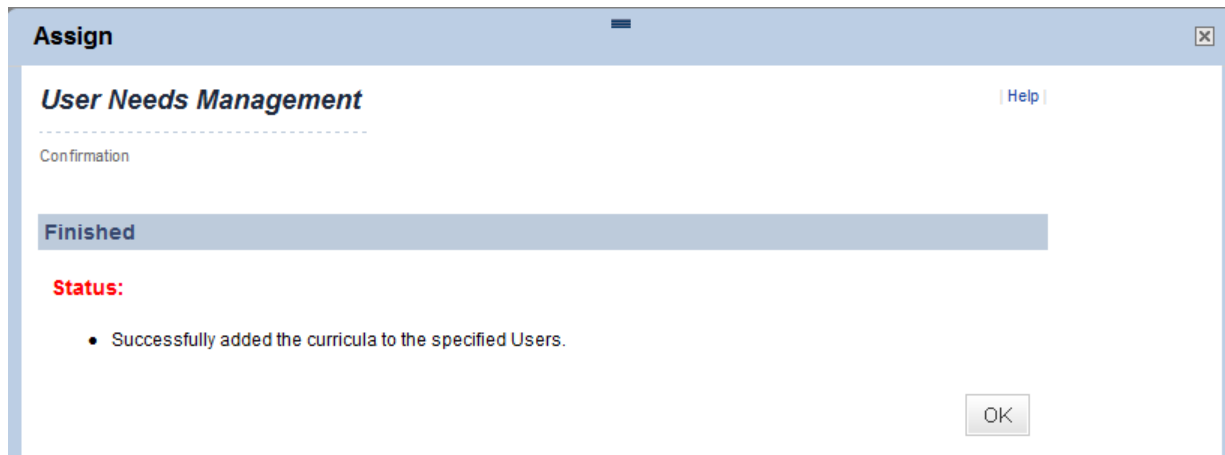 Assign
User Needs Management
| Help |
Confirmation
Finished
Status:
• Successfully added the curricula to the specified Users.
OK